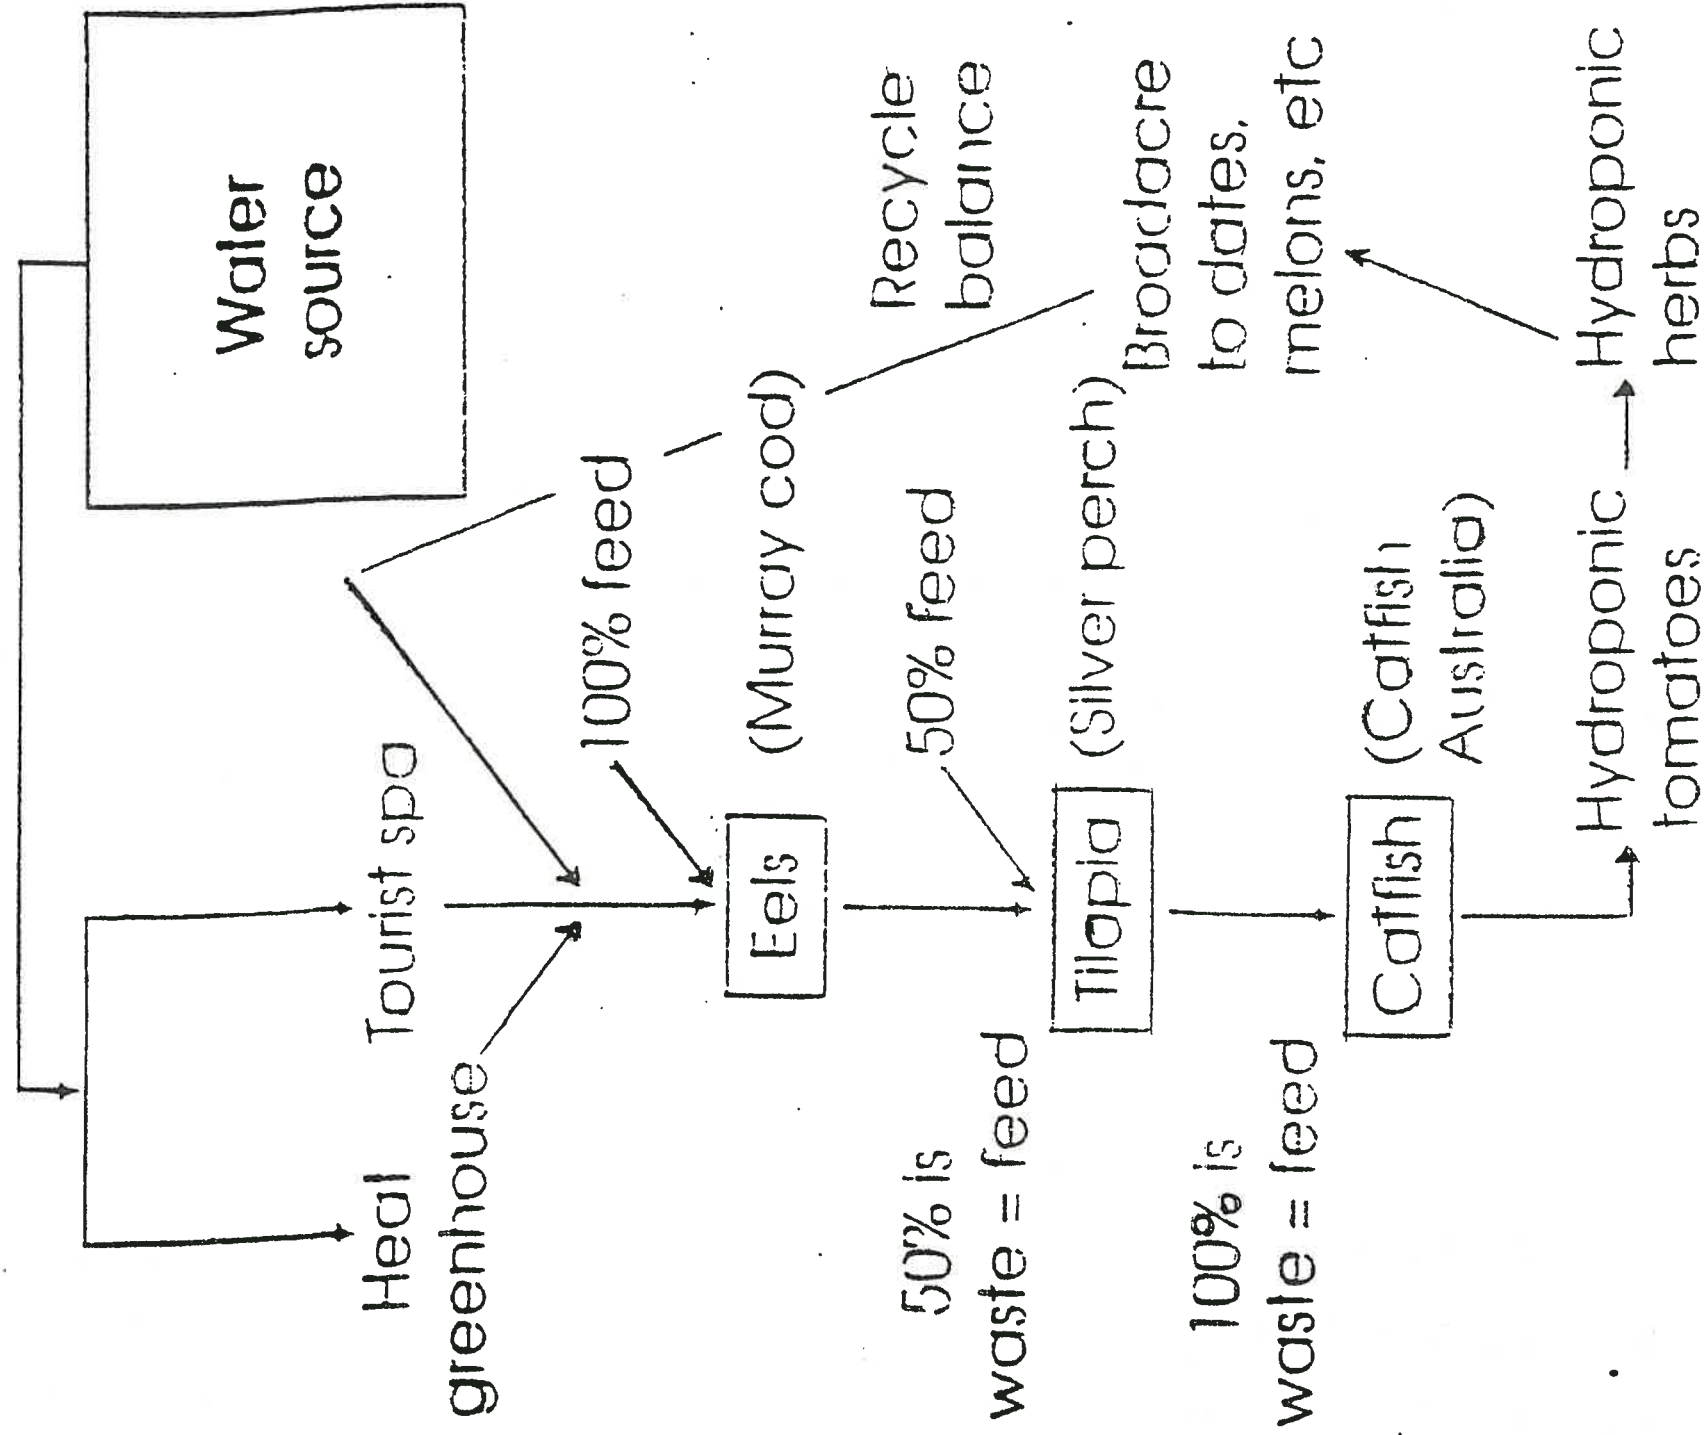 Water
source
Heat
greenhouse
Tourist spa
100% feed
Eels
(Murray cod)
Recycle
balance
50% is
waste = feed
50% feed
Tilapia
(Silver perch)
Broadacre
to dates,
melons, etc
100% is
waste = feed
Catfish
(Catfish
Australia)
Hydroponic
tomatoes
Hydroponic
herbs